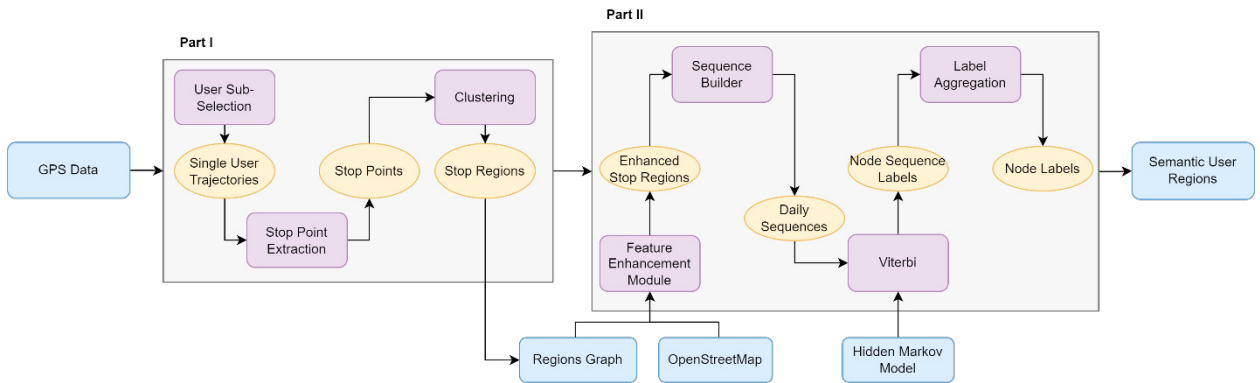 Part I
Part II
User Sub-
Selection
Clustering
Sequence
Builder
Label
Aggregation
GPS Data
Single User
Trajectories
Stop Points
Stop Regions
Enhanced
Stop Regions
Node Sequence
Labels
Node Labels
Semantic User
Regions
Stop Point
Extraction
Daily
Sequences
Feature
Enhancement
Module
Viterbi
Regions Graph
OpenStreetMap
Hidden Markov
Model